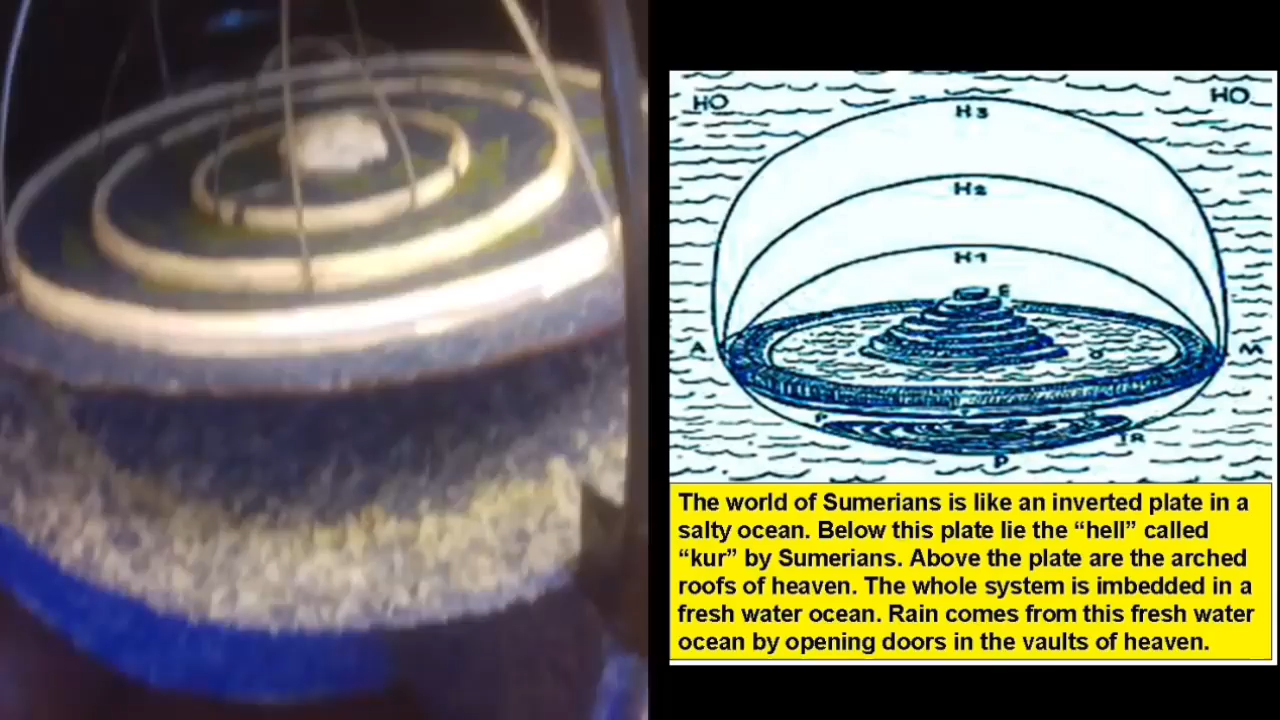 HO
HO
H3
H2
H1
E
A
M
O
P
P
The world of Sumerians is like an inverted plate in a
salty ocean. Below this plate lie the “hell” called
“kur” by Sumerians. Above the plate are the arched
roofs of heaven. The whole system is imbedded in a
fresh water ocean. Rain comes from this fresh water
ocean by opening doors in the vaults of heaven.